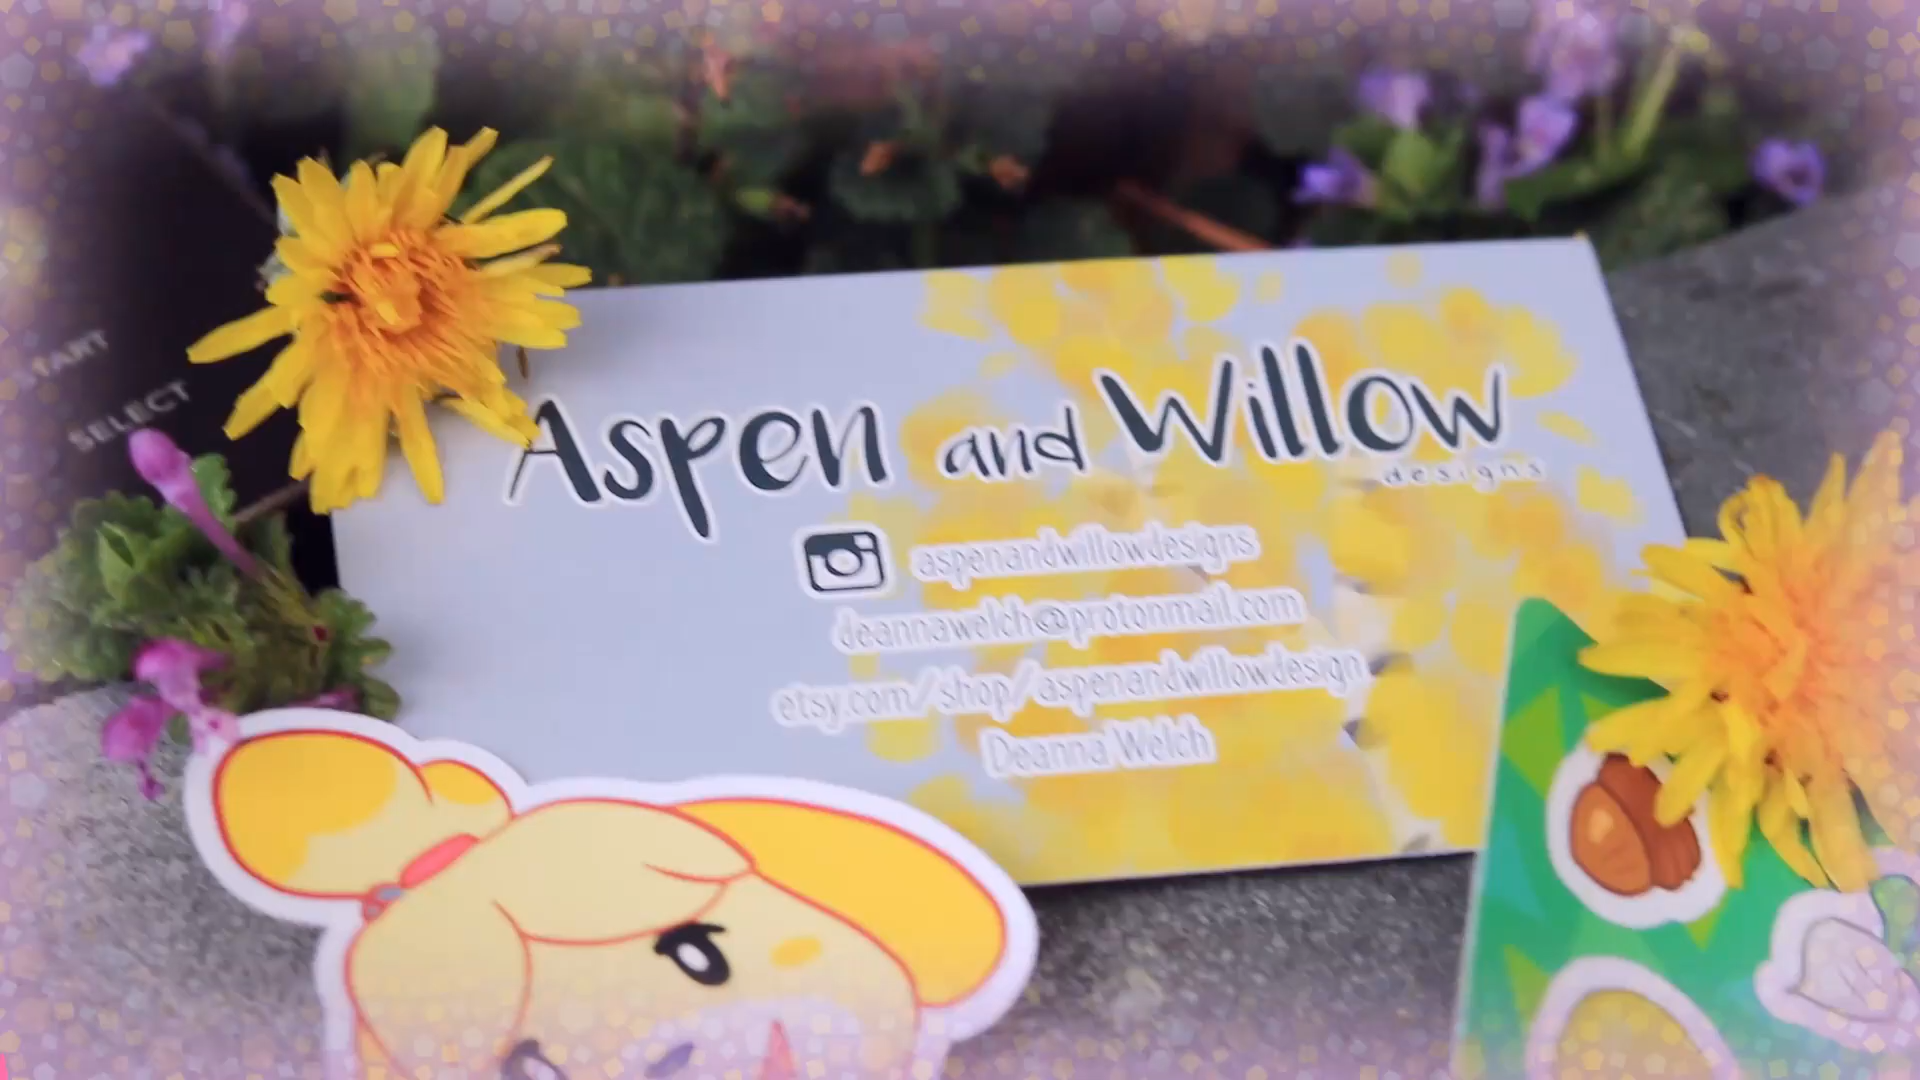 START
SELECT
Aspen and Willow
designs
aspenandwillowdesigns
deannawelch@protonmail.com
etsy.com/shop/aspenandwillowdesign
Deanna Welch